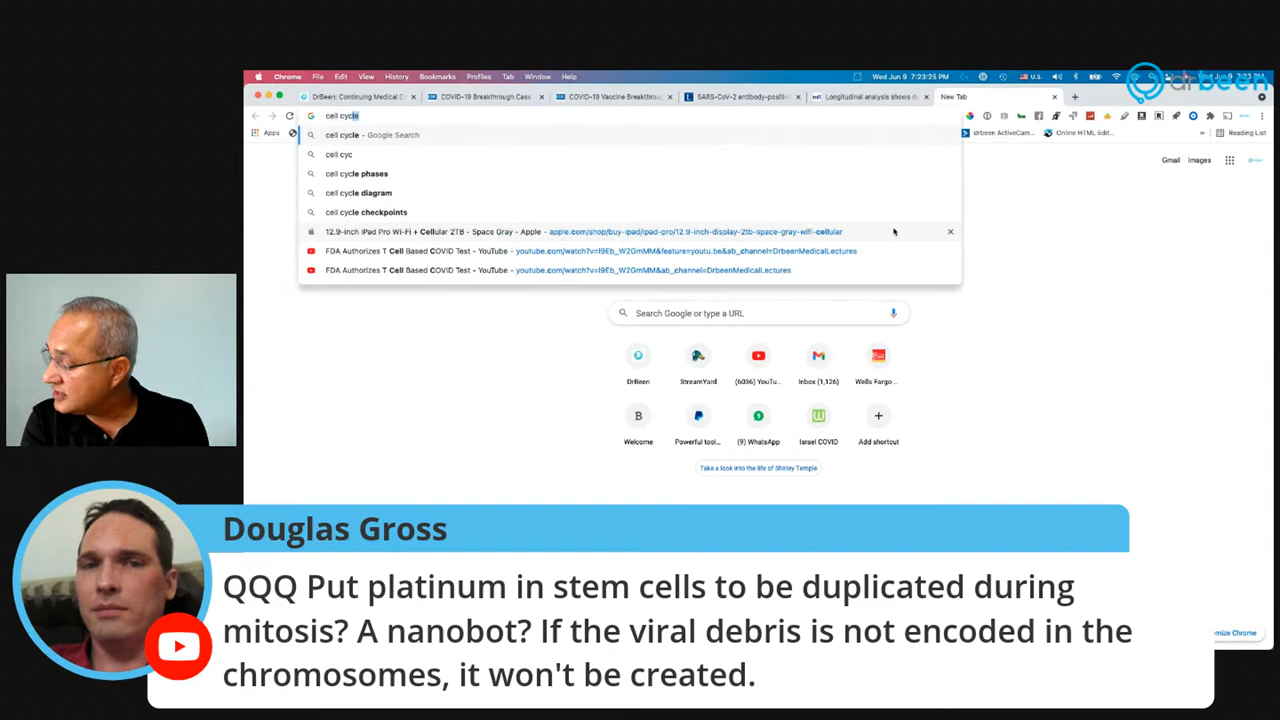 drbeen
Chrome File Edit View History Bookmarks Profiles Tab Window Help
U.S. Wed Jun 9 7:23:25 PM
DrBeen: Continuing Medical E
COVID-19 Breakthrough Case
COVID-19 Vaccine Breakthrou
SARS-CoV-2 antibody-positiv
Longitudinal analysis shows d
New Tab
cell cycle
Apps
drbeen ActiveCam...
Online HTML Edit...
Reading List
cell cycle - Google Search
cell cyc
cell cycle phases
cell cycle diagram
cell cycle checkpoints
12.9-inch iPad Pro Wi-Fi + Cellular 2TB - Space Gray - Apple - apple.com/shop/buy-ipad/ipad-pro/12.9-inch-display-2tb-space-gray-wifi-cellular
FDA Authorizes T Cell Based COVID Test - YouTube - youtube.com/watch?v=I9Eb_W2GmMM&feature=youtu.be&ab_channel=DrbeenMedicalLectures
FDA Authorizes T Cell Based COVID Test - YouTube - youtube.com/watch?v=I9Eb_W2GmMM&ab_channel=DrbeenMedicalLectures
Gmail Images
Search Google or type a URL
DrBeen
StreamYard
(6036) YouTu...
Inbox (1,126)
Wells Fargo ...
Welcome
Powerful tool...
(9) WhatsApp
Israel COVID
Add shortcut
Take a look into the life of Shirley Temple
mize Chrome
Douglas Gross
QQQ Put platinum in stem cells to be duplicated during
mitosis? A nanobot? If the viral debris is not encoded in the
chromosomes, it won't be created.